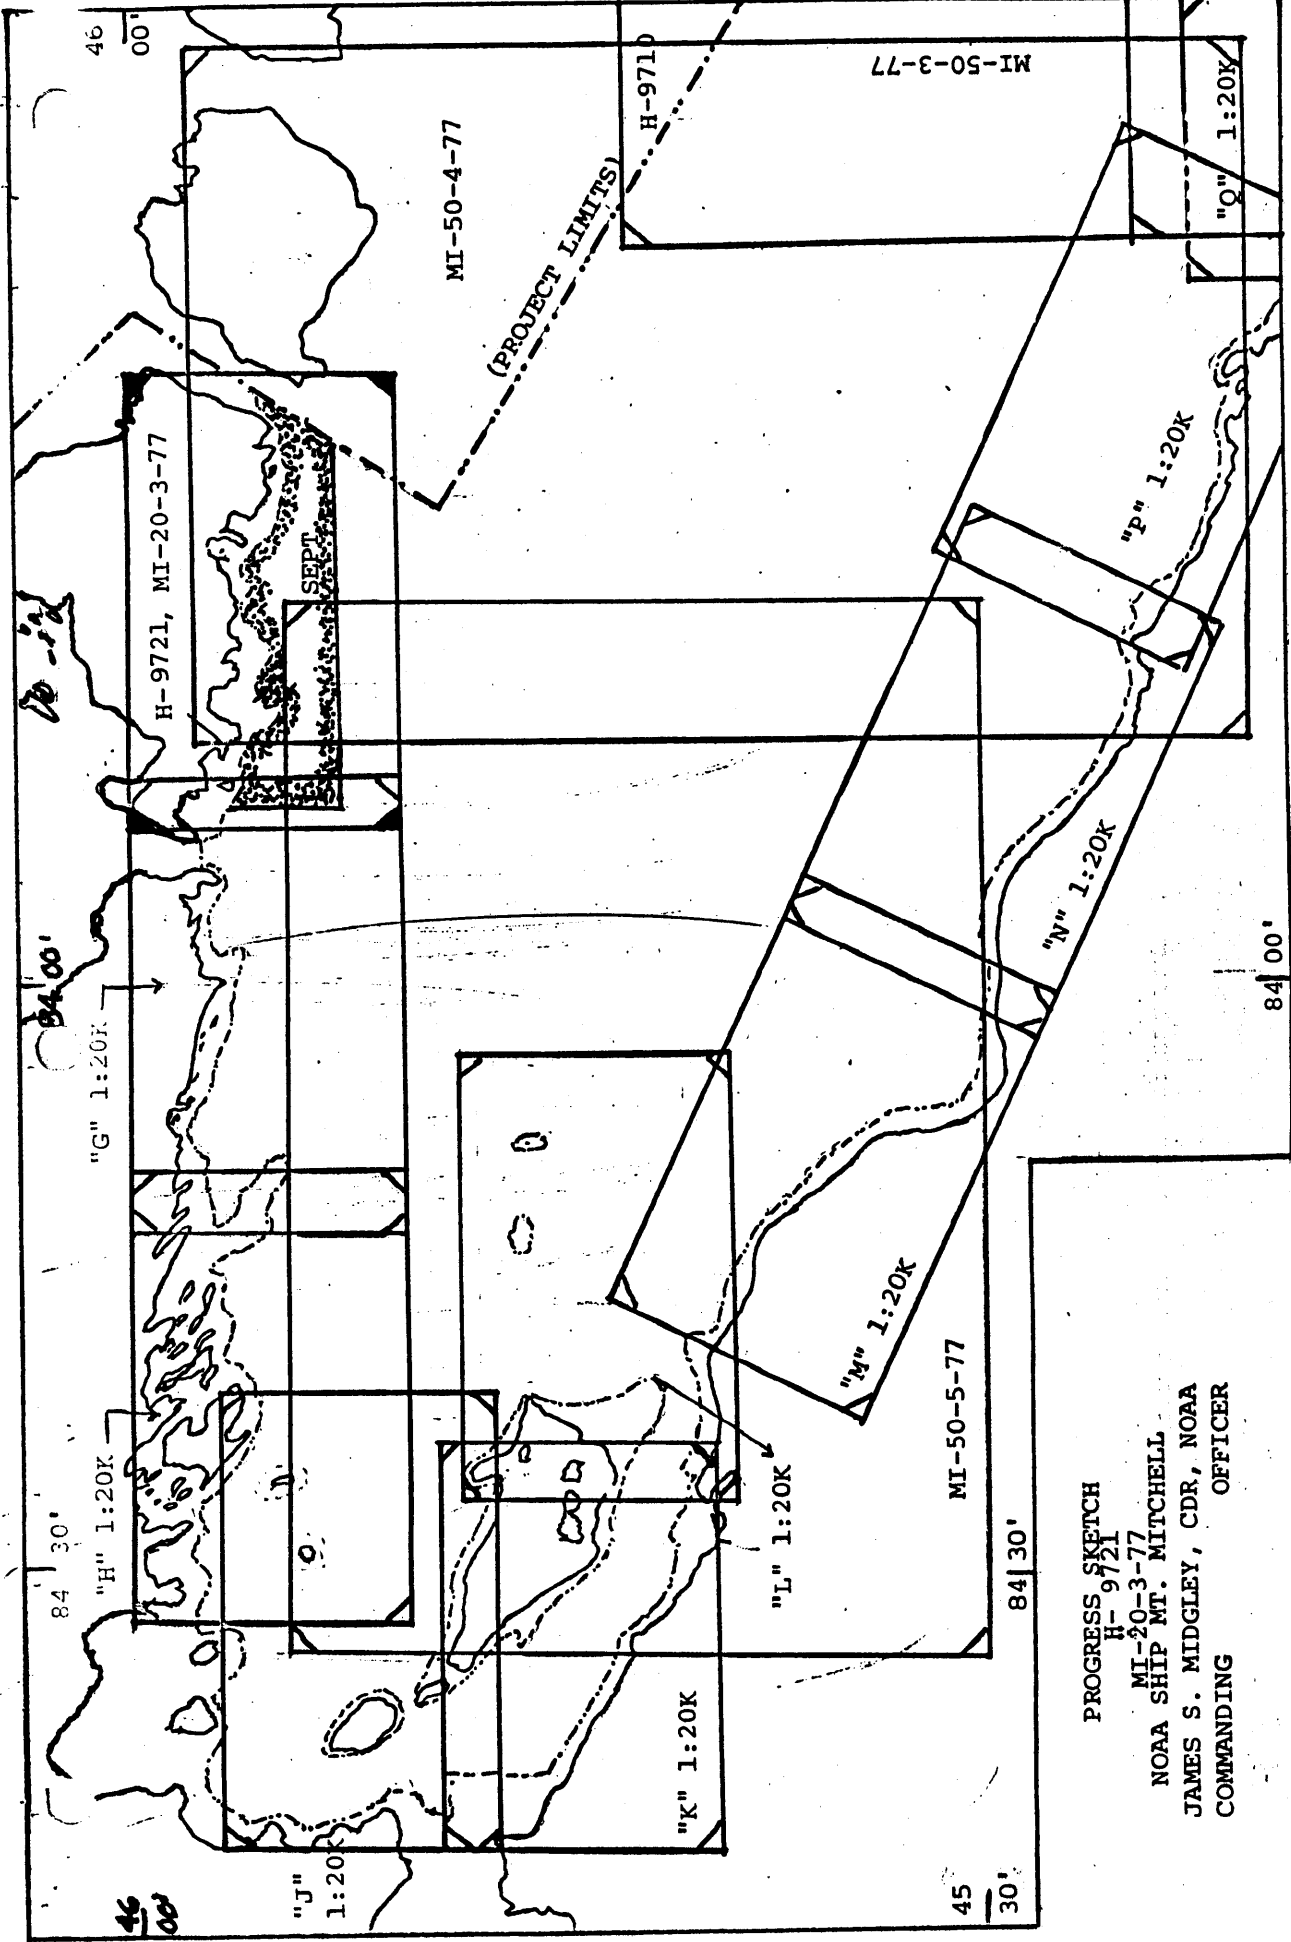 46
00'
84 30'
"H" 1:20K
"G" 1:20K
84 00'
H-9721, MI-20-3-77
SEPT
46
00'
MI-50-4-77
(PROJECT LIMITS)
H-9710
MI-50-3-77
"J"
1:20K
"K" 1:20K
"L" 1:20K
"M" 1:20K
"N" 1:20K
"P" 1:20K
"Q" 1:20K
MI-50-5-77
45
30'
84 30'
84 00'
PROGRESS SKETCH
H- 9721
MI-20-3-77
NOAA SHIP MT. MITCHELL
JAMES S. MIDGLEY, CDR, NOAA
COMMANDING OFFICER